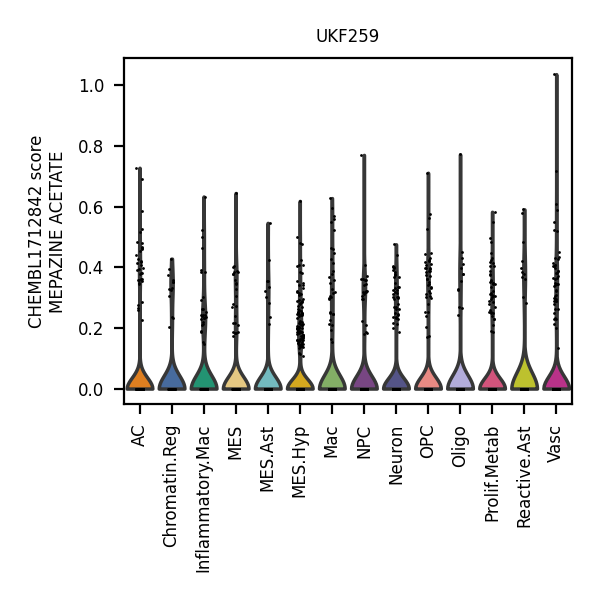 UKF259
CHEMBL1712842 score
MEPAZINE ACETATE
1.0
0.8
0.6
0.4
0.2
0.0
AC
Chromatin.Reg
Inflammatory.Mac
MES
MES.Ast
MES.Hyp
Mac
NPC
Neuron
OPC
Oligo
Prolif.Metab
Reactive.Ast
Vasc